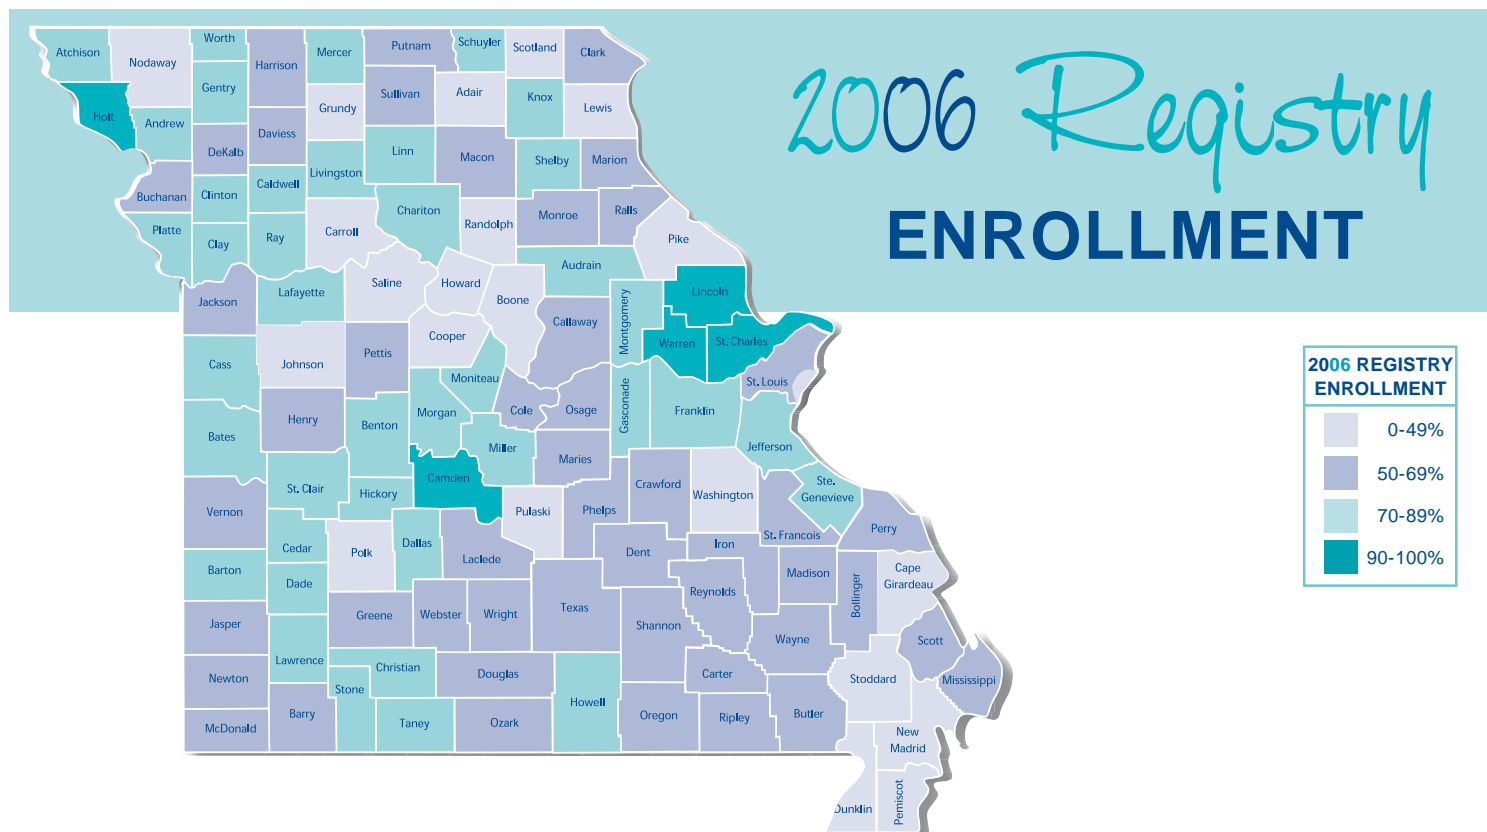 2006 Registry
ENROLLMENT
Atchison
Nodaway
Worth
Harrison
Mercer
Putnam
Schuyler
Scotland
Clark
Holt
Andrew
Gentry
DeKalb
Daviess
Grundy
Sullivan
Adair
Knox
Lewis
Buchanan
Clinton
Caldwell
Livingston
Linn
Macon
Shelby
Marion
Platte
Clay
Ray
Carroll
Chariton
Randolph
Monroe
Ralls
Pike
Jackson
Lafayette
Saline
Howard
Boone
Audrain
Callaway
Montgomery
Lincoln
Warren
St. Charles
St. Louis
Cass
Johnson
Pettis
Cooper
Moniteau
Cole
Osage
Gasconade
Franklin
Jefferson
Bates
Henry
Benton
Morgan
Miller
Maries
Camden
St. Clair
Hickory
Vernon
Cedar
Polk
Dallas
Laclede
Pulaski
Phelps
Crawford
Washington
Ste.
Genevieve
St. Francois
Perry
Barton
Dade
Dent
Iron
Madison
Bollinger
Cape
Girardeau
Jasper
Greene
Webster
Wright
Texas
Shannon
Reynolds
Wayne
Scott
Mississippi
Newton
Lawrence
Christian
Douglas
Howell
Carter
Stoddard
McDonald
Barry
Stone
Taney
Ozark
Oregon
Ripley
Butler
New
Madrid
Dunklin
Pemiscot
2006 REGISTRY
ENROLLMENT
0-49%
50-69%
70-89%
90-100%